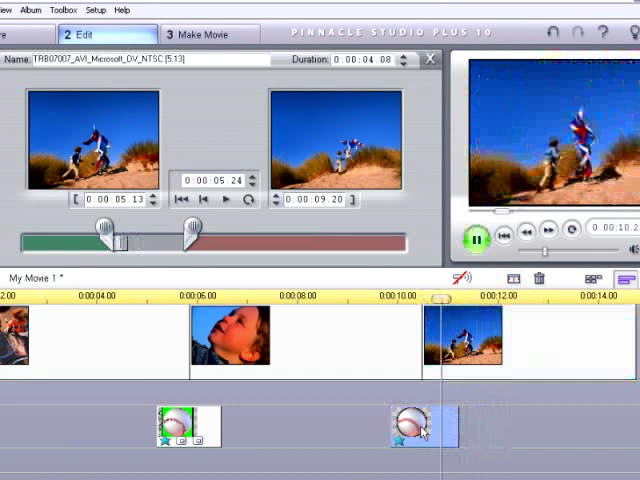 iew Album Toolbox Setup Help
re 2 Edit 3 Make Movie PINNACLE STUDIO PLUS 10
Name: TRB07007_AVI_Microsoft_DV_NTSC [5.13] Duration: 0:00:04.08 X
0:00:05.24
[ 0:00:05.13 0:00:09.20 ]
0:00:10.2
My Movie 1 *
2.00 0:00:04.00 0:00:06.00 0:00:08.00 0:00:10.00 0:00:12.00 0:00:14.00